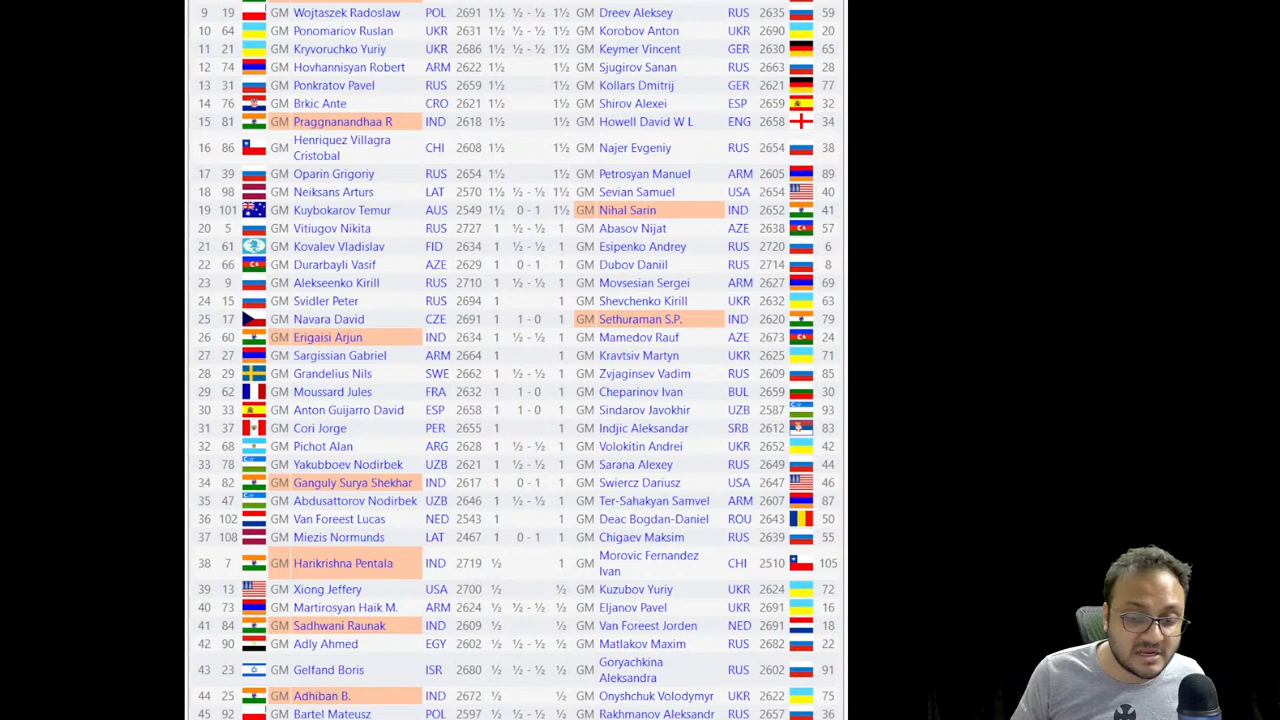 9 19 GM Wojtaszek Radoslaw POL 2691 1½ ½ - ½ 1½ GM Dreev Aleksey RUS 2635 59
10 64 GM Ponomariov Ruslan UKR 2631 1½ ½ - ½ 1½ GM Korobov Anton UKR 2690 20
11 21 GM Kryvoruchko Yuriy UKR 2686 1½ ½ - ½ 1½ GM Keymer Vincent GER 2630 65
12 74 GM Hovhannisyan Robert ARM 2622 1½ 1½ GM Sjugirov Sanan RUS 2663 28
13 31 GM Ponkratov Pavel RUS 2659 1½ 1½ GM Kollars Dmitrij GER 2621 77
14 76 GM Brkic Ante CRO 2621 1½ 1½ GM Shirov Alexei ESP 2659 32
15 81 GM Praggnanandhaa R IND 2618 1½ 1½ GM Howell David W L ENG 2658 34
16 86 GM Henriquez Villagra Cristobal CHI 2608 1½ 1½ GM Najer Evgeniy RUS 2654 38
17 39 GM Oparin Grigoriy RUS 2654 1½ 1½ GM Petrosyan Manuel ARM 2605 89
18 98 GM Neiksans Arturs LAT 2570 1½ ½ - ½ 1½ GM Sevian Samuel USA 2654 40
19 101 GM Kuybokarov Temur AUS 2549 1½ 0 - 1 1½ GM Nihal Sarin IND 2652 41
20 5 GM Vitiugov Nikita RUS 2727 1 ½ - ½ 1 GM Abasov Nijat AZE 2638 57
21 61 GM Kovalev Vladislav FID 2634 1 ½ - ½ 1 GM Esipenko Andrey RUS 2720 6
22 66 GM Durarbayli Vasif AZE 2629 1 0 - 1 1 GM Dubov Daniil RUS 2714 8
23 9 GM Alekseenko Kirill RUS 2710 1 ½ - ½ 1 GM Movsesian Sergei ARM 2624 69
24 15 GM Svidler Peter RUS 2694 1 1 GM Shevchenko Kirill UKR 2632 63
25 17 GM Navara David CZE 2691 1 1 - 0 1 GM Sethuraman S.P. IND 2620 79
26 60 GM Erigaisi Arjun IND 2634 1 1 GM Mamedov Rauf AZE 2673 24
27 27 GM Sargissian Gabriel ARM 2664 1 1 GM Kravtsiv Martyn UKR 2625 71
28 29 GM Grandelius Nils SWE 2662 1 ½ - ½ 1 GM Zvjaginsev Vadim RUS 2609 85
29 62 GM Moussard Jules FRA 2632 1 0 - 1 1 GM Cheparinov Ivan BUL 2660 30
30 33 GM Anton Guijarro David ESP 2658 1 1 - 0 1 GM Sindarov Javokhir UZB 2587 93
31 37 GM Cori Jorge PER 2655 1 1 GM Indjic Aleksandar SRB 2612 83
32 68 GM Pichot Alan ARG 2628 1 ½ - ½ 1 GM Volokitin Andrei UKR 2652 42
33 78 GM Yakubboev Nodirbek UZB 2621 1 ½ - ½ 1 GM Sarana Alexey RUS 2649 44
34 82 GM Ganguly Surya Shekhar IND 2617 1 ½ - ½ 1 GM Swiercz Dariusz USA 2647 46
35 47 GM Abdusattorov Nodirbek UZB 2646 1 ½ - ½ 1 GM Ter-Sahakyan Samvel ARM 2607 87
36 102 GM Van Foreest Lucas NED 2543 1 1 GM Deac Bogdan-Daniel ROU 2643 50
37 108 GM Miezis Normunds LAT 2467 1 0 - 1 1 GM Chigaev Maksim RUS 2639 55
38 7 GM Harikrishna Pentala IND ½ ½ GM Morovic Fernandez Ivan CHI 105
39 GM Xiong Jeffery USA ½ ½ GM Kuzubov Yuriy UKR 2624 72
40 73 GM Martirosyan Haik M. ARM 2624 ½ ½ - ½ ½ GM Eljanov Pavel UKR 2691 16
41 84 GM Sadhwani Raunak IND 2609 ½ ½ GM Van Foreest Jorden NED 2691 18
42 GM Adly Ahmed EGY ½ ½ GM Matlakov Maxim RUS 22
43 23 GM Gelfand Boris ISR 2680 ½ ½ GM Goryachkina Aleksandra RUS 91
44 25 GM Adhiban B. IND 2672 ½ ½ - ½ ½ GM Onyshchuk Volodymyr UKR 2622 75
45 92 GM Bartel Mateusz POL ½ ½ GM Rakhmanov Aleksandr RUS 36